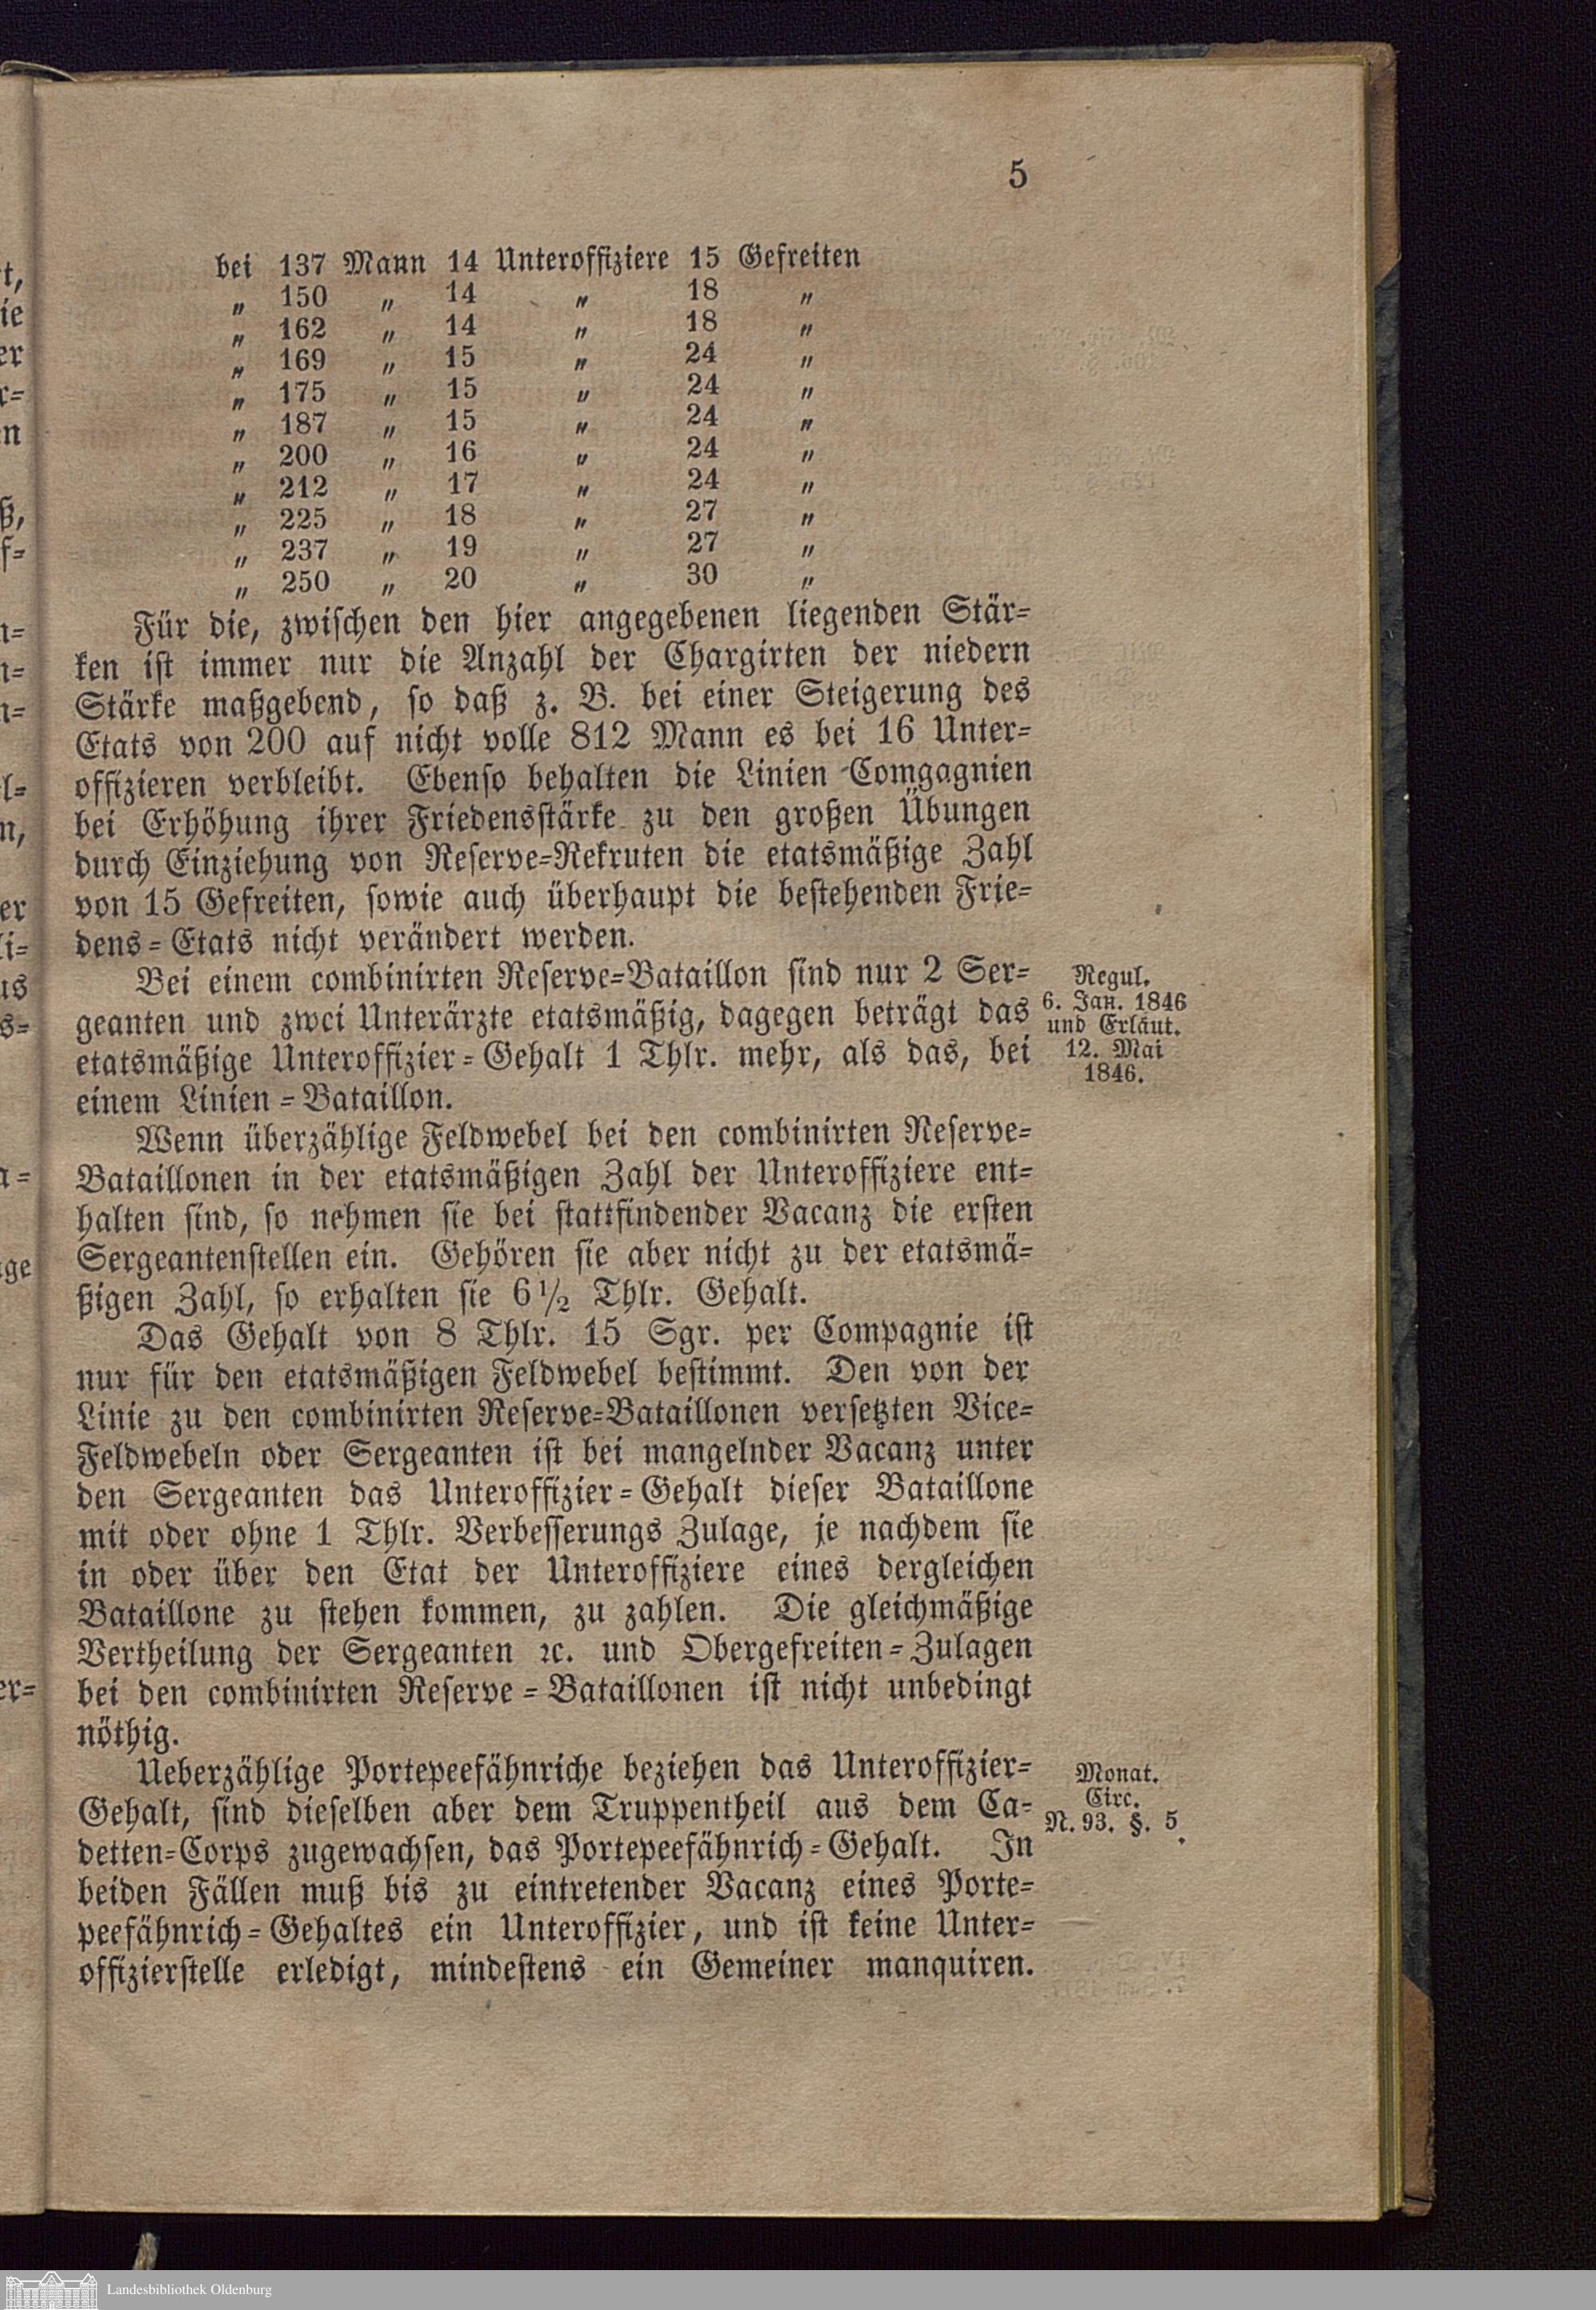 5
bei 137 Mann 14 Unteroffiziere 15 Gefreiten
„ 150 „ 14 „ 18 „
„ 162 „ 14 „ 18 „
„ 169 „ 15 „ 24 „
„ 175 „ 15 „ 24 „
„ 187 „ 15 „ 24 „
„ 200 „ 16 „ 24 „
„ 212 „ 17 „ 24 „
„ 225 „ 18 „ 27 „
„ 237 „ 19 „ 27 „
„ 250 „ 20 „ 30 „
Für die, zwischen den hier angegebenen liegenden Stär-
ken ist immer nur die Anzahl der Chargirten der niedern
Stärke maßgebend, so daß z. B. bei einer Steigerung des
Etats von 200 auf nicht volle 812 Mann es bei 16 Unter-
offizieren verbleibt. Ebenso behalten die Linien-Comgagnien
bei Erhöhung ihrer Friedensstärke zu den großen Übungen
durch Einziehung von Reserve-Rekruten die etatsmäßige Zahl
von 15 Gefreiten, sowie auch überhaupt die bestehenden Frie-
dens-Etats nicht verändert werden.
Bei einem combinirten Reserve-Bataillon sind nur 2 Ser-
geanten und zwei Unterärzte etatsmäßig, dagegen beträgt das
etatsmäßige Unteroffizier-Gehalt 1 Thlr. mehr, als das, bei
einem Linien-Bataillon.
Regul.
6. Jan. 1846
und Erläut.
12. Mai
1846.
Wenn überzählige Feldwebel bei den combinirten Reserve-
Bataillonen in der etatsmäßigen Zahl der Unteroffiziere ent-
halten sind, so nehmen sie bei stattfindender Vacanz die ersten
Sergeantenstellen ein. Gehören sie aber nicht zu der etatsmä-
ßigen Zahl, so erhalten sie 6 1/2 Thlr. Gehalt.
Das Gehalt von 8 Thlr. 15 Sgr. per Compagnie ist
nur für den etatsmäßigen Feldwebel bestimmt. Den von der
Linie zu den combinirten Reserve-Bataillonen versetzten Vice-
Feldwebeln oder Sergeanten ist bei mangelnder Vacanz unter
den Sergeanten das Unteroffizier-Gehalt dieser Bataillone
mit oder ohne 1 Thlr. Verbesserungs Zulage, je nachdem sie
in oder über den Etat der Unteroffiziere eines dergleichen
Bataillone zu stehen kommen, zu zahlen. Die gleichmäßige
Vertheilung der Sergeanten ꝛc. und Obergefreiten-Zulagen
bei den combinirten Reserve-Bataillonen ist nicht unbedingt
nöthig.
Ueberzählige Portepeefähnriche beziehen das Unteroffizier-
Gehalt, sind dieselben aber dem Truppentheil aus dem Ca-
detten-Corps zugewachsen, das Portepeefähnrich-Gehalt. In
beiden Fällen muß bis zu eintretender Vacanz eines Porte-
peefähnrich-Gehaltes ein Unteroffizier, und ist keine Unter-
offizierstelle erledigt, mindestens ein Gemeiner manquiren.
Monat.
Circ.
N. 93. §. 5.
Landesbibliothek Oldenburg